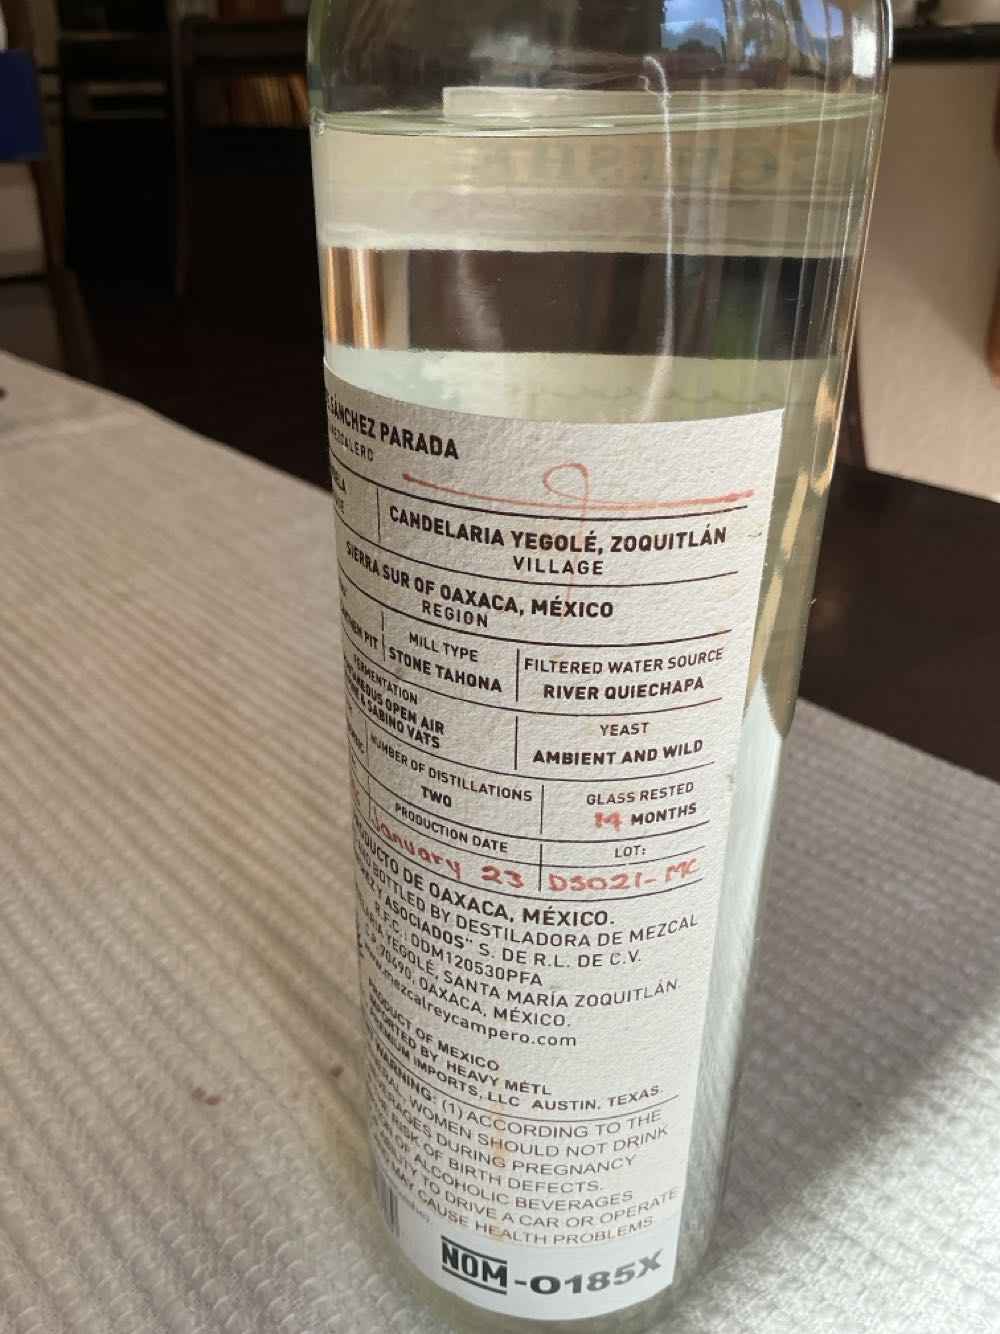 SÁNCHEZ PARADA
MEZCALERO
CANDELARIA YEGOLÉ, ZOQUITLÁN
VILLAGE
SIERRA SUR OF OAXACA, MÉXICO
REGION
PIT MILL TYPE FILTERED WATER SOURCE
STONE TAHONA RIVER QUIECHAPA
FERMENTATION YEAST
OPEN AIR AMBIENT AND WILD
& SABINO VATS
NUMBER OF DISTILLATIONS GLASS RESTED
TWO 14 MONTHS
PRODUCTION DATE LOT:
January 23 DS021-MC
PRODUCTO DE OAXACA, MÉXICO.
BOTTLED BY DESTILADORA DE MEZCAL
Y ASOCIADOS" S. DE R.L. DE C.V.
R.F.C.: DDM120530PFA
YEGOLÉ, SANTA MARÍA ZOQUITLÁN.
C.P. 70490, OAXACA, MÉXICO.
www.mezcalreycampero.com
PRODUCT OF MEXICO
IMPORTED BY HEAVY MÉTL
PREMIUM IMPORTS, LLC AUSTIN, TEXAS.
WARNING: (1) ACCORDING TO THE
WOMEN SHOULD NOT DRINK
BEVERAGES DURING PREGNANCY
RISK OF BIRTH DEFECTS.
OF ALCOHOLIC BEVERAGES
TO DRIVE A CAR OR OPERATE
MAY CAUSE HEALTH PROBLEMS.
NOM-O185X